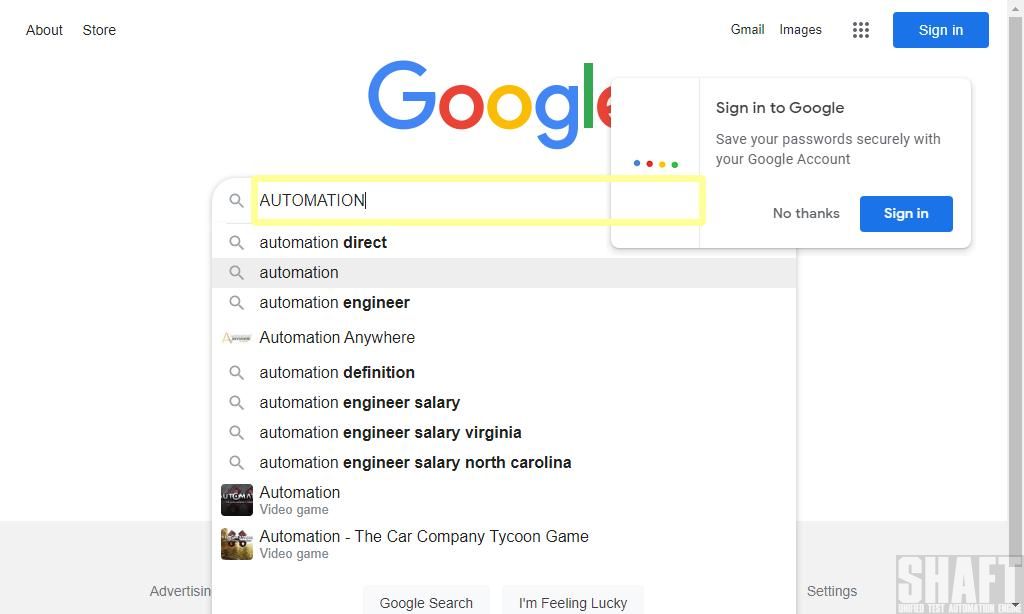 About Store Gmail Images Sign in
Google
Sign in to Google
Save your passwords securely with
your Google Account
No thanks Sign in
AUTOMATION
automation direct
automation
automation engineer
Automation Anywhere
automation definition
automation engineer salary
automation engineer salary virginia
automation engineer salary north carolina
Automation
Video game
Automation - The Car Company Tycoon Game
Video game
Google Search I'm Feeling Lucky
Advertisin Settings
SHAFT
UNIFIED TEST AUTOMATION ENGI